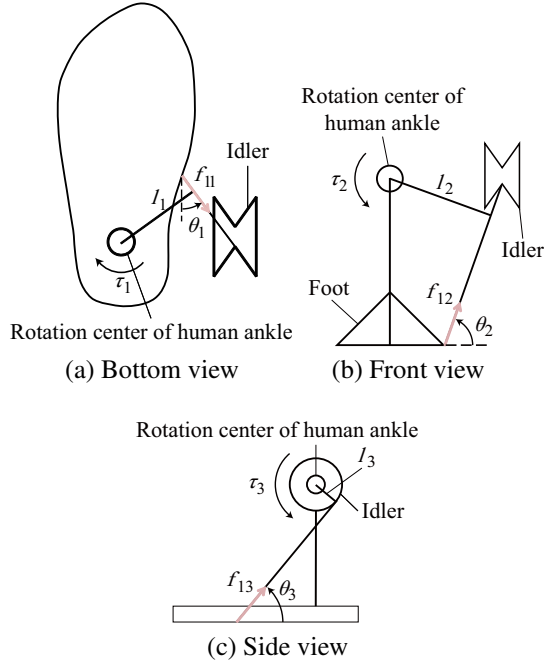 Idler
l₁
f₁₁
θ₁
τ₁
Rotation center of human ankle
(a) Bottom view
Rotation center of
human ankle
τ₂
l₂
Idler
Foot
f₁₂
θ₂
(b) Front view
Rotation center of human ankle
τ₃
l₃
Idler
f₁₃
θ₃
(c) Side view